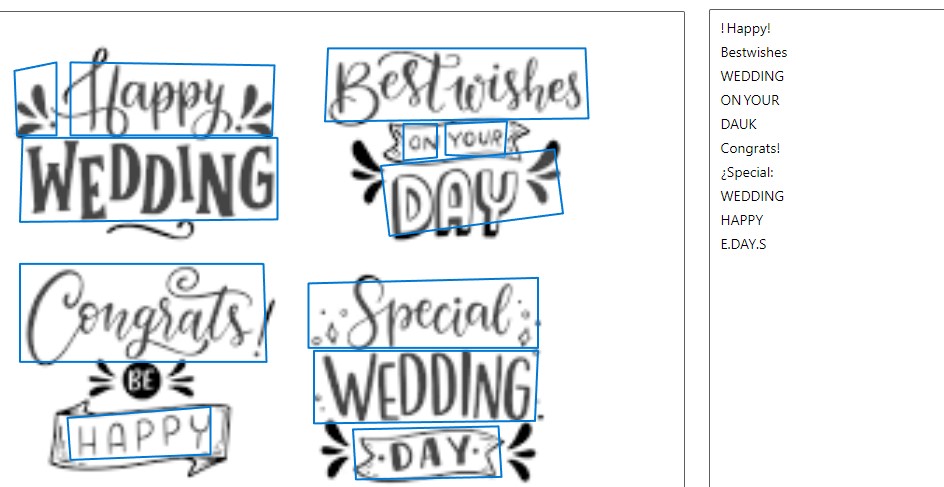 Happy
WEDDING
Best wishes
ON YOUR
DAY
Congrats!
BE
HAPPY
Special
WEDDING
·DAY·
! Happy!
Bestwishes
WEDDING
ON YOUR
DAUK
Congrats!
¿Special:
WEDDING
HAPPY
E.DAY.S